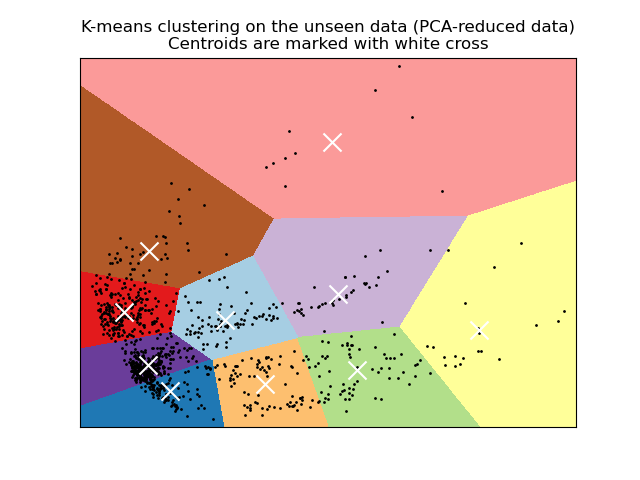 K-means clustering on the unseen data (PCA-reduced data)
Centroids are marked with white cross